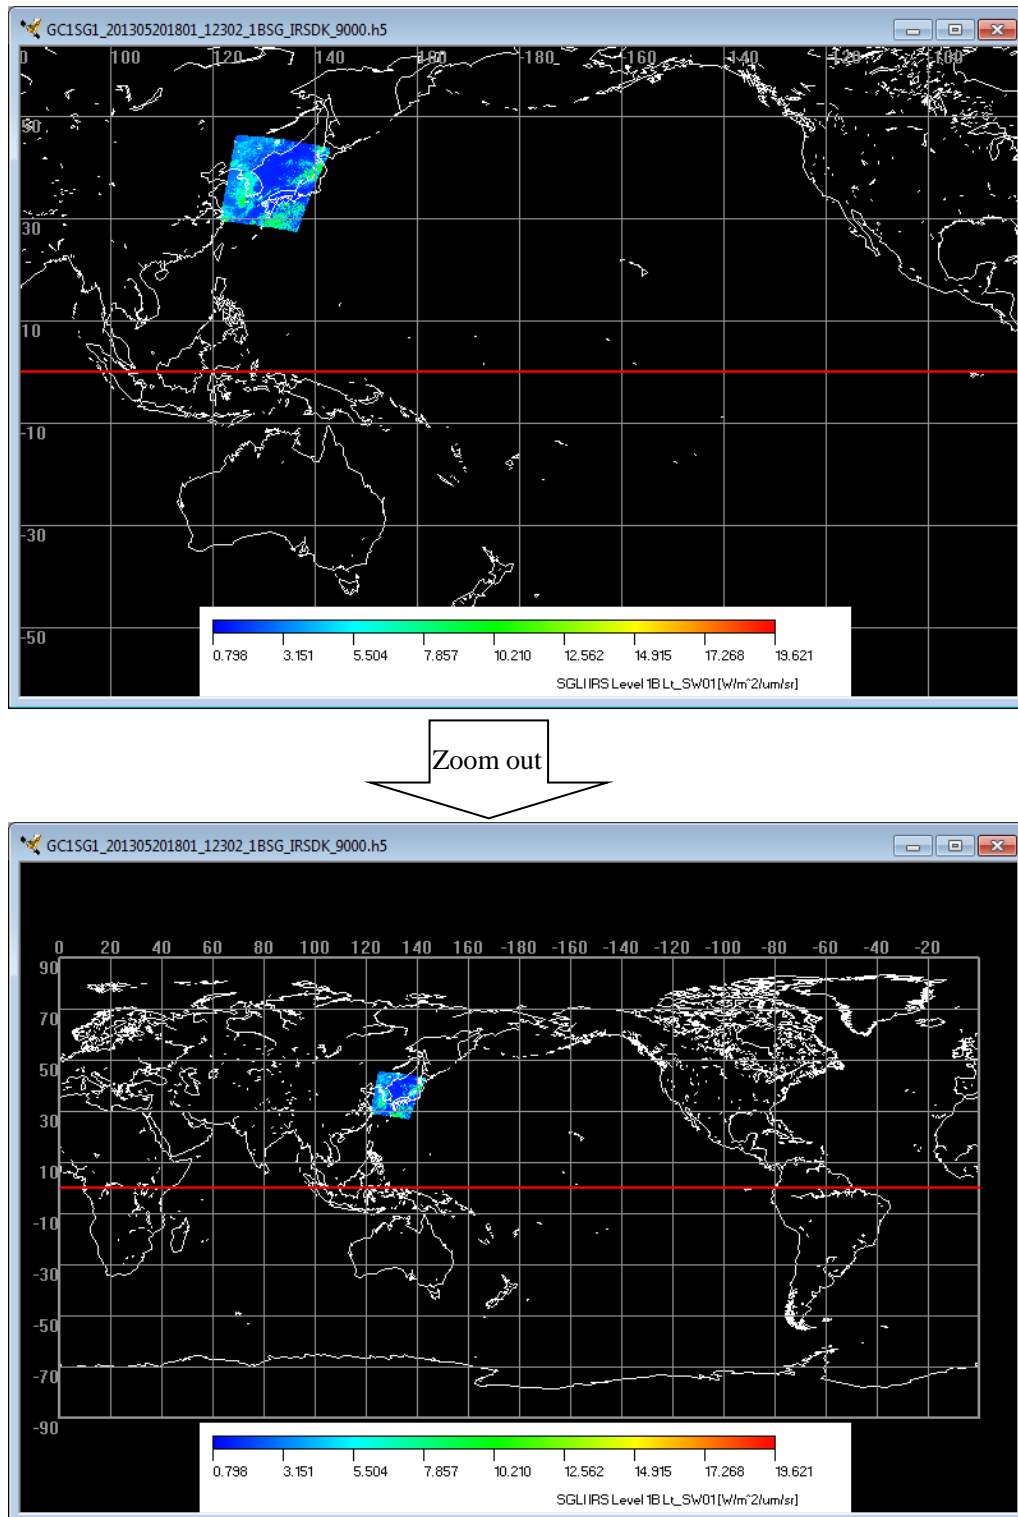 GC1SG1_201305201801_12302_1BSG_IRSDK_9000.h5
0 100 120 140 160 -180 -160 -140 -120 -100
50
30
10
-10
-30
-50
0.798 3.151 5.504 7.857 10.210 12.562 14.915 17.268 19.621
SGLI IRS Level 1B Lt_SW01 [W/m^2/um/sr]
Zoom out
GC1SG1_201305201801_12302_1BSG_IRSDK_9000.h5
0 20 40 60 80 100 120 140 160 -180 -160 -140 -120 -100 -80 -60 -40 -20
90
70
50
30
10
-10
-30
-50
-70
-90
0.798 3.151 5.504 7.857 10.210 12.562 14.915 17.268 19.621
SGLI IRS Level 1B Lt_SW01 [W/m^2/um/sr]